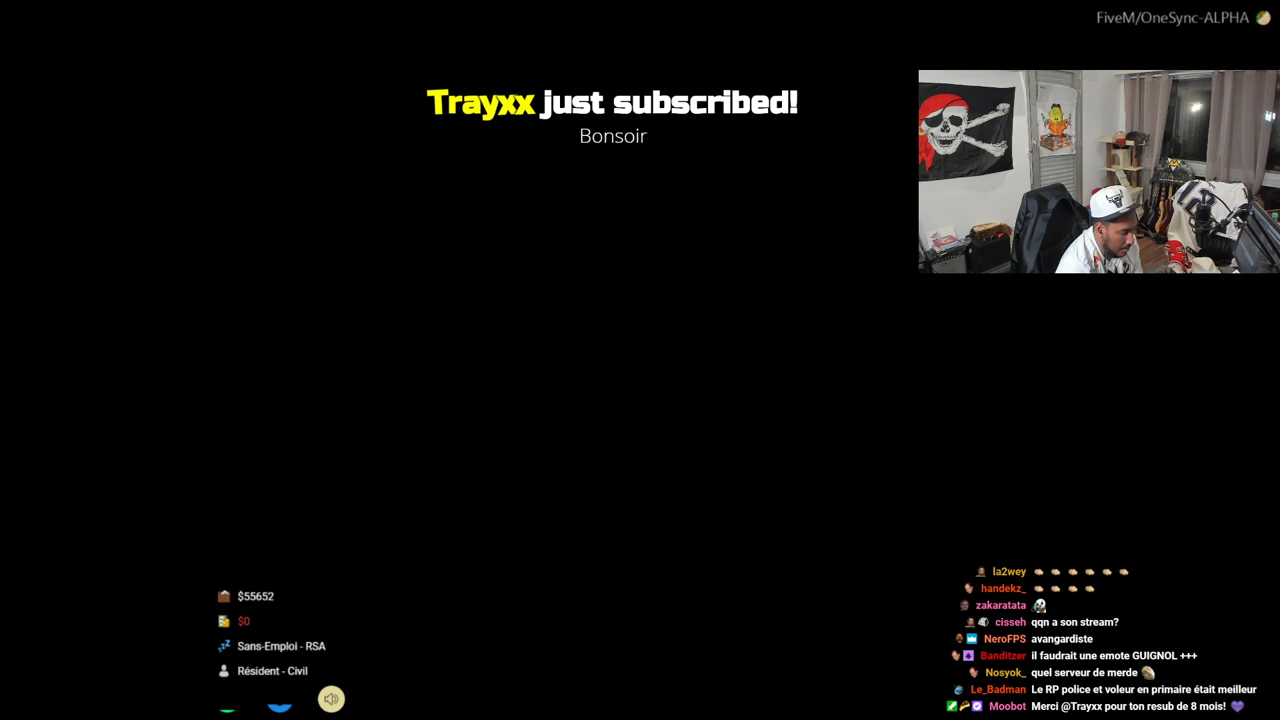 FiveM/OneSync-ALPHA
Trayxx just subscribed!
Bonsoir
$55652
$0
Sans-Emploi - RSA
Résident - Civil
la2wey
handekz_
zakaratata
cisseh qqn a son stream?
NeroFPS avangardiste
Banditzer il faudrait une emote GUIGNOL +++
Nosyok_ quel serveur de merde
Le_Badman Le RP police et voleur en primaire était meilleur
Moobot Merci @Trayxx pour ton resub de 8 mois!